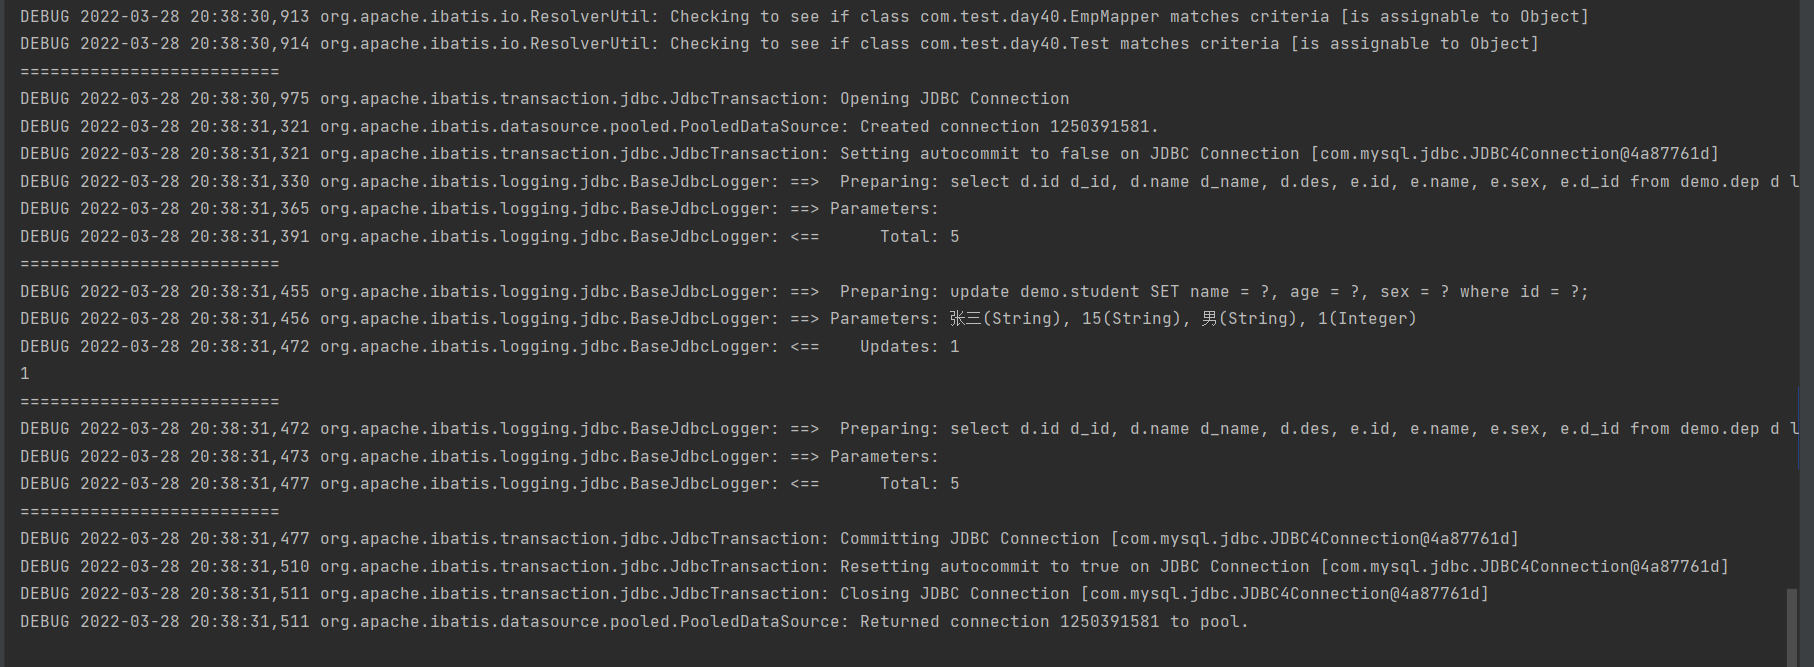 DEBUG 2022-03-28 20:38:30,913 org.apache.ibatis.io.ResolverUtil: Checking to see if class com.test.day40.EmpMapper matches criteria [is assignable to Object]
DEBUG 2022-03-28 20:38:30,914 org.apache.ibatis.io.ResolverUtil: Checking to see if class com.test.day40.Test matches criteria [is assignable to Object]
==========================
DEBUG 2022-03-28 20:38:30,975 org.apache.ibatis.transaction.jdbc.JdbcTransaction: Opening JDBC Connection
DEBUG 2022-03-28 20:38:31,321 org.apache.ibatis.datasource.pooled.PooledDataSource: Created connection 1250391581.
DEBUG 2022-03-28 20:38:31,321 org.apache.ibatis.transaction.jdbc.JdbcTransaction: Setting autocommit to false on JDBC Connection [com.mysql.jdbc.JDBC4Connection@4a87761d]
DEBUG 2022-03-28 20:38:31,330 org.apache.ibatis.logging.jdbc.BaseJdbcLogger: ==>  Preparing: select d.id d_id, d.name d_name, d.des, e.id, e.name, e.sex, e.d_id from demo.dep d l
DEBUG 2022-03-28 20:38:31,365 org.apache.ibatis.logging.jdbc.BaseJdbcLogger: ==> Parameters:
DEBUG 2022-03-28 20:38:31,391 org.apache.ibatis.logging.jdbc.BaseJdbcLogger: <==      Total: 5
==========================
DEBUG 2022-03-28 20:38:31,455 org.apache.ibatis.logging.jdbc.BaseJdbcLogger: ==>  Preparing: update demo.student SET name = ?, age = ?, sex = ? where id = ?;
DEBUG 2022-03-28 20:38:31,456 org.apache.ibatis.logging.jdbc.BaseJdbcLogger: ==> Parameters: 张三(String), 15(String), 男(String), 1(Integer)
DEBUG 2022-03-28 20:38:31,472 org.apache.ibatis.logging.jdbc.BaseJdbcLogger: <==    Updates: 1
1
==========================
DEBUG 2022-03-28 20:38:31,472 org.apache.ibatis.logging.jdbc.BaseJdbcLogger: ==>  Preparing: select d.id d_id, d.name d_name, d.des, e.id, e.name, e.sex, e.d_id from demo.dep d l
DEBUG 2022-03-28 20:38:31,473 org.apache.ibatis.logging.jdbc.BaseJdbcLogger: ==> Parameters:
DEBUG 2022-03-28 20:38:31,477 org.apache.ibatis.logging.jdbc.BaseJdbcLogger: <==      Total: 5
==========================
DEBUG 2022-03-28 20:38:31,477 org.apache.ibatis.transaction.jdbc.JdbcTransaction: Committing JDBC Connection [com.mysql.jdbc.JDBC4Connection@4a87761d]
DEBUG 2022-03-28 20:38:31,510 org.apache.ibatis.transaction.jdbc.JdbcTransaction: Resetting autocommit to true on JDBC Connection [com.mysql.jdbc.JDBC4Connection@4a87761d]
DEBUG 2022-03-28 20:38:31,511 org.apache.ibatis.transaction.jdbc.JdbcTransaction: Closing JDBC Connection [com.mysql.jdbc.JDBC4Connection@4a87761d]
DEBUG 2022-03-28 20:38:31,511 org.apache.ibatis.datasource.pooled.PooledDataSource: Returned connection 1250391581 to pool.